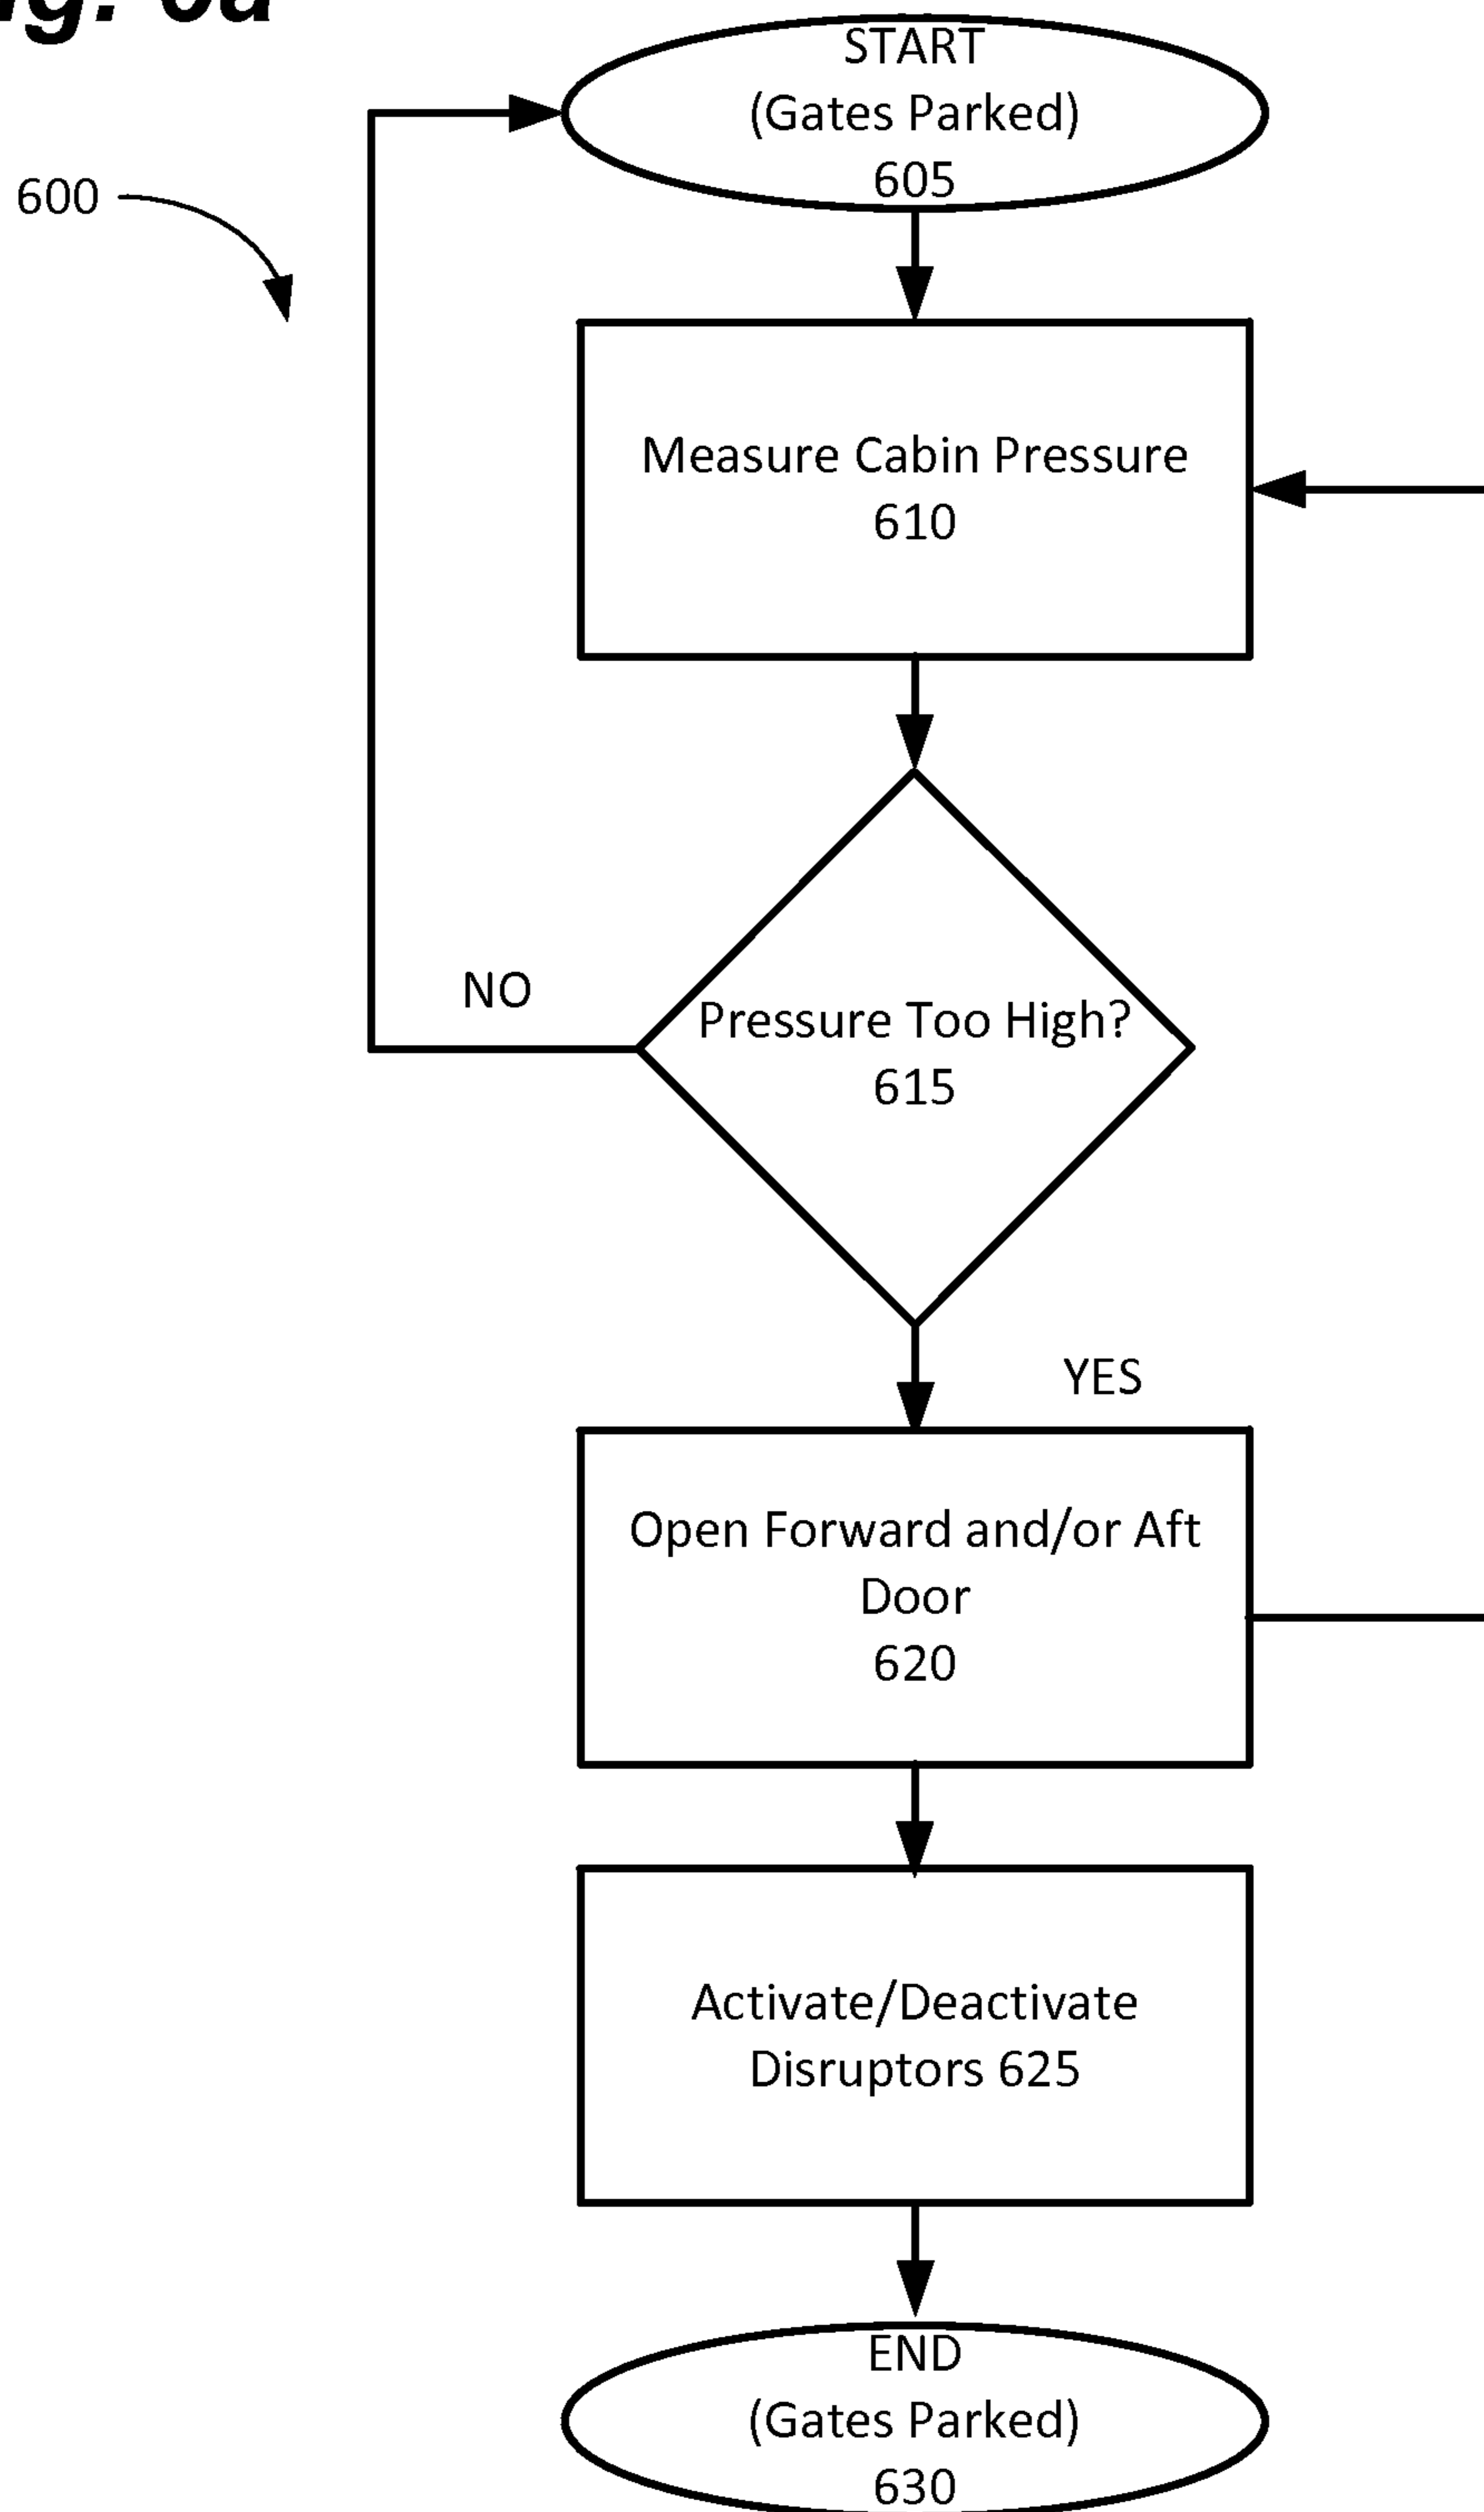 START
(Gates Parked)
605
600
Measure Cabin Pressure
610
NO
Pressure Too High?
615
YES
Open Forward and/or Aft
Door
620
Activate/Deactivate
Disruptors 625
END
(Gates Parked)
630